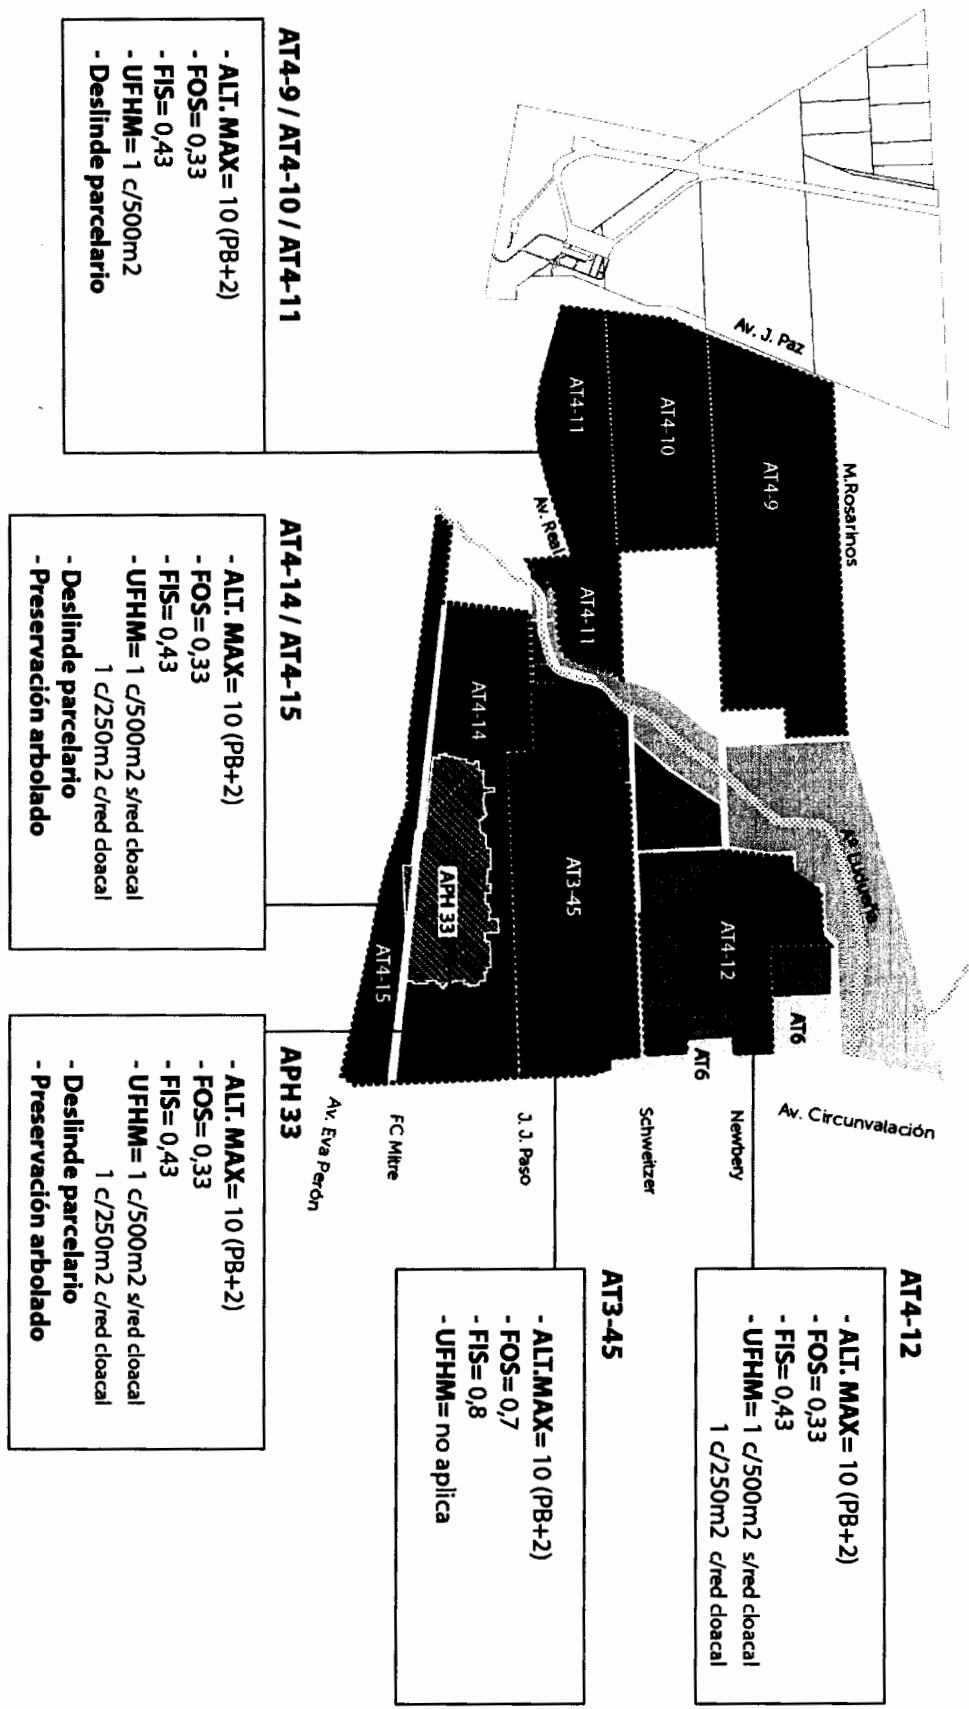 AT4-12
- ALT. MAX= 10 (PB+2)
- FOS= 0,33
- FIS= 0,43
- UFHM= 1 c/500m2 s/red cloacal
1 c/250m2 c/red cloacal
AT3-45
- ALT.MAX= 10 (PB+2)
- FOS= 0,7
- FIS= 0,8
- UFHM= no aplica
M.Rosarinos
Av. J. Paz
AT4-9
AT4-10
AT4-11
Av. Real
AT4-11
Aº Ludueña
AT4-12
AT6
AT6
AT3-45
AT4-14
APH 33
AT4-15
Av. Circunvalación
Newbery
Schweitzer
J. J. Paso
FC Mitre
Av. Eva Perón
AT4-9 / AT4-10 / AT4-11
- ALT. MAX= 10 (PB+2)
- FOS= 0,33
- FIS= 0,43
- UFHM= 1 c/500m2
- Deslinde parcelario
AT4-14 / AT4-15
- ALT. MAX= 10 (PB+2)
- FOS= 0,33
- FIS= 0,43
- UFHM= 1 c/500m2 s/red cloacal
1 c/250m2 c/red cloacal
- Deslinde parcelario
- Preservación arbolado
APH 33
- ALT. MAX= 10 (PB+2)
- FOS= 0,33
- FIS= 0,43
- UFHM= 1 c/500m2 s/red cloacal
1 c/250m2 c/red cloacal
- Deslinde parcelario
- Preservación arbolado